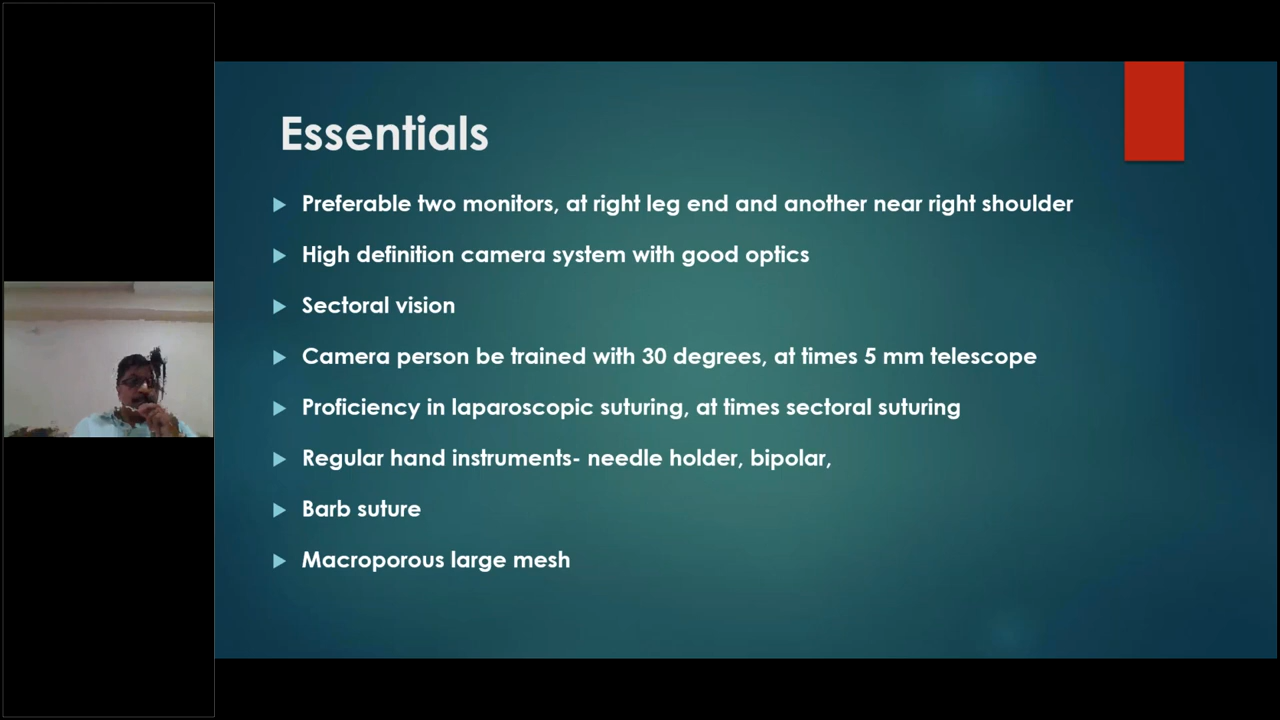 Essentials
Preferable two monitors, at right leg end and another near right shoulder
High definition camera system with good optics
Sectoral vision
Camera person be trained with 30 degrees, at times 5 mm telescope
Proficiency in laparoscopic suturing, at times sectoral suturing
Regular hand instruments- needle holder, bipolar,
Barb suture
Macroporous large mesh